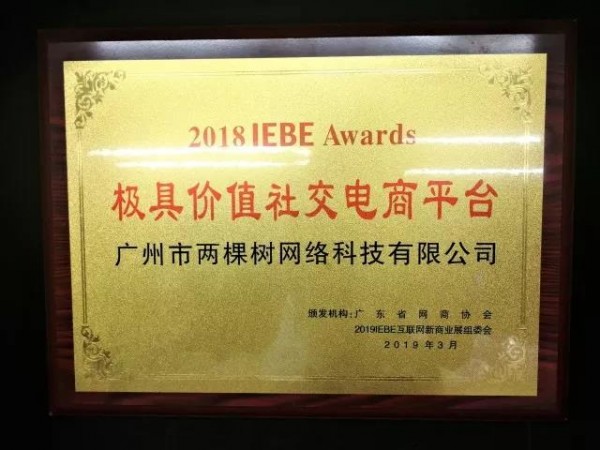 2018 IEBE Awards
极具价值社交电商平台
广州市两棵树网络科技有限公司
颁发机构:广东省网商协会
2019IEBE互联网新商业展组委会
2019年3月